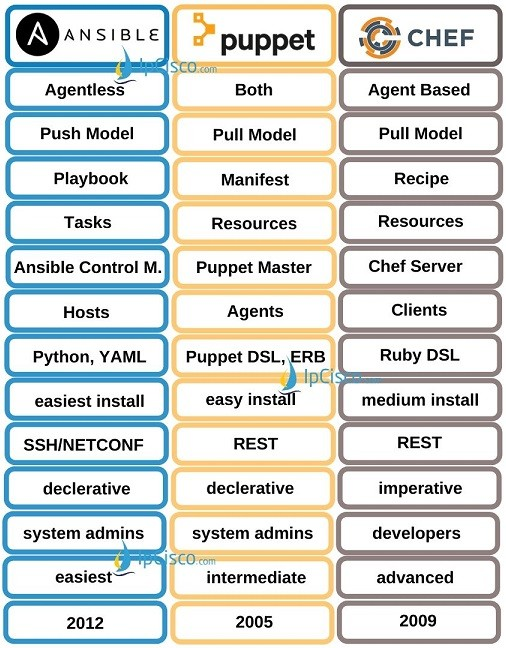 ANSIBLE puppet CHEF
IpCisco.com
Agentless Both Agent Based
Push Model Pull Model Pull Model
Playbook Manifest Recipe
Tasks Resources Resources
Ansible Control M. Puppet Master Chef Server
Hosts Agents Clients
Python, YAML Puppet DSL, ERB Ruby DSL
IpCisco.com
easiest install easy install medium install
SSH/NETCONF REST REST
declerative declerative imperative
system admins system admins developers
IpCisco.com
easiest intermediate advanced
2012 2005 2009